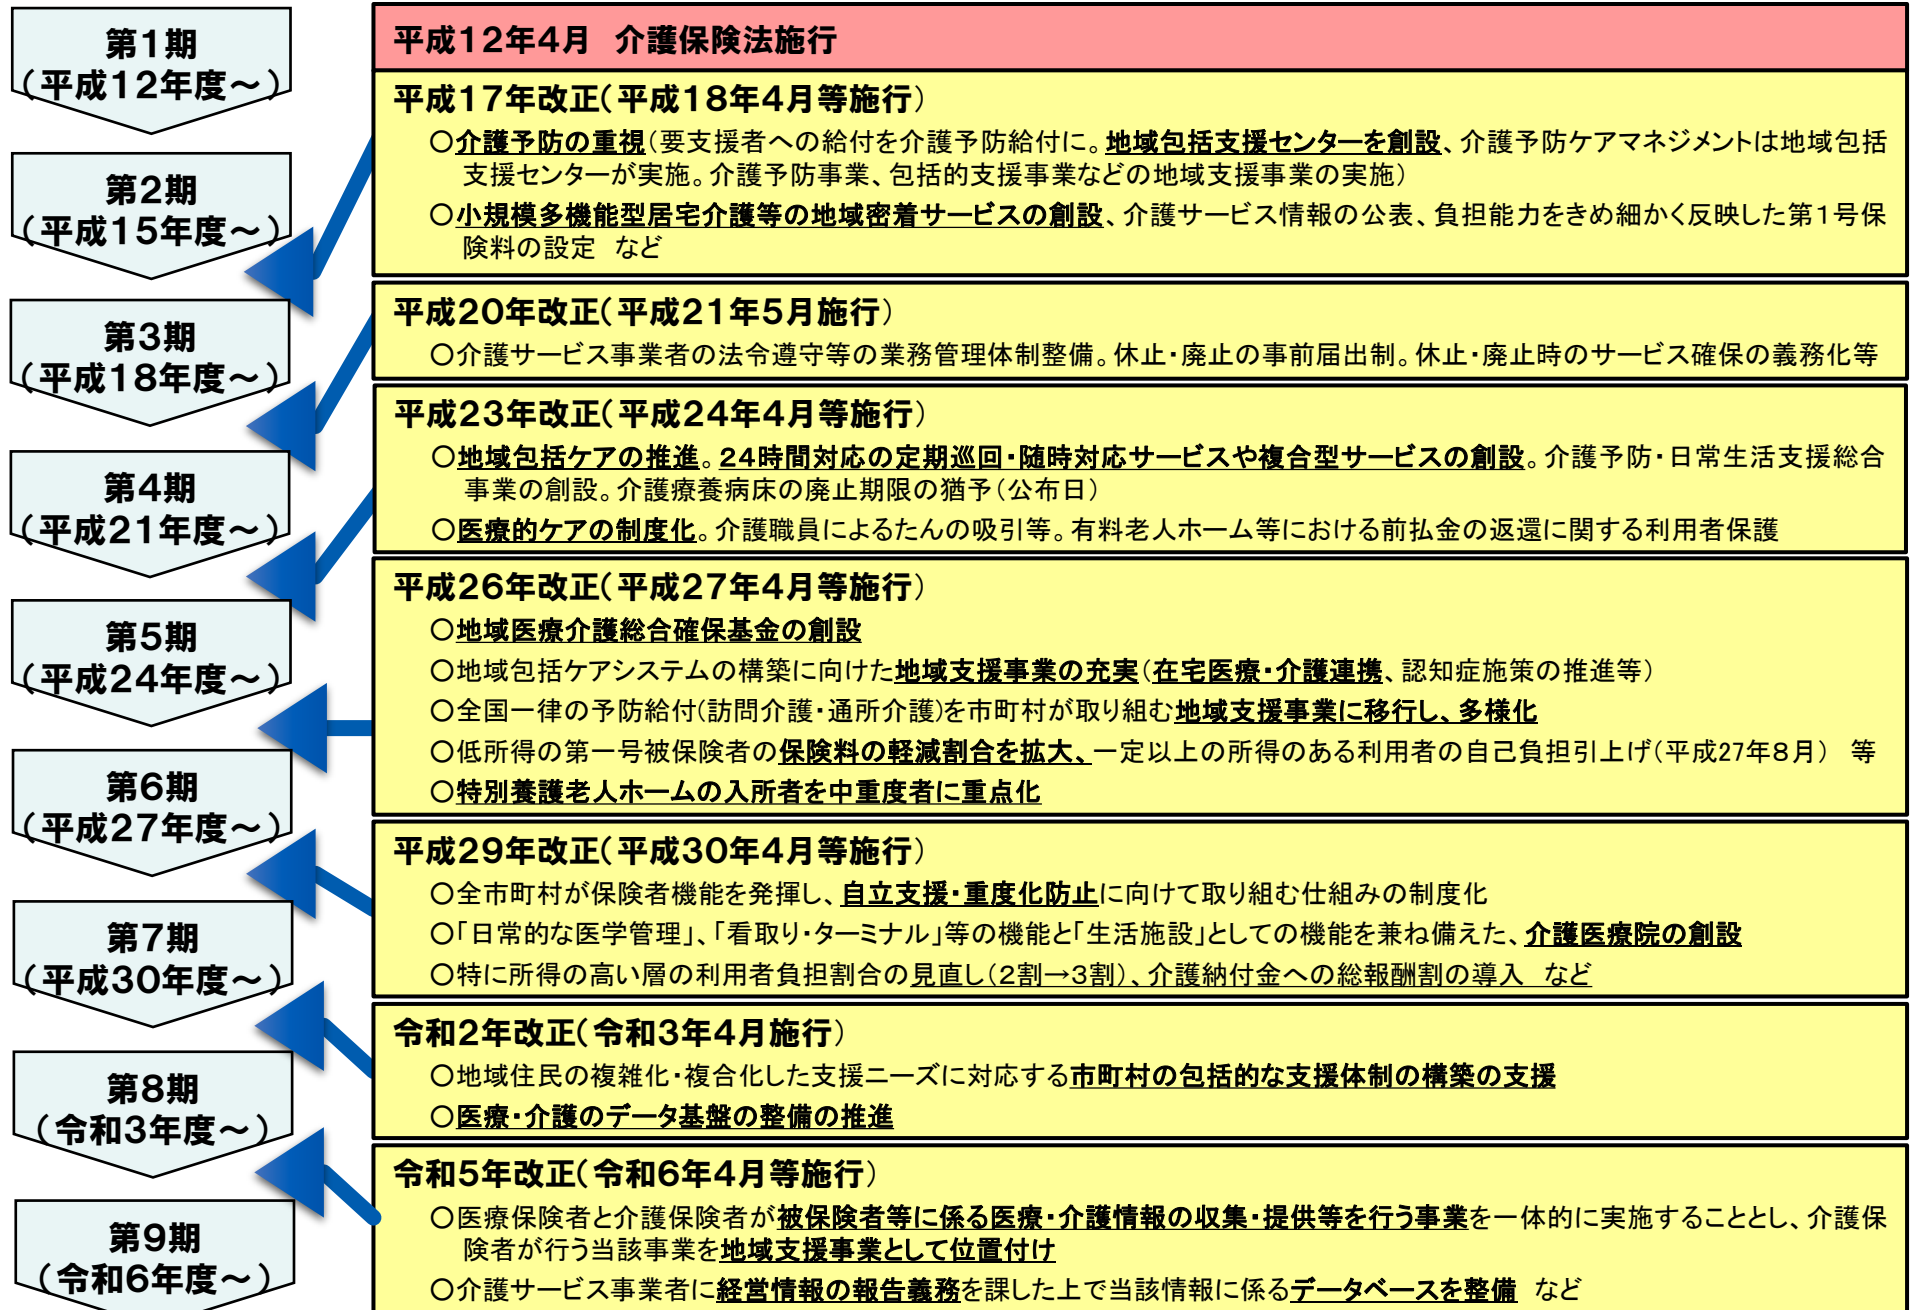 第1期
(平成12年度～)
第2期
(平成15年度～)
第3期
(平成18年度～)
第4期
(平成21年度～)
第5期
(平成24年度～)
第6期
(平成27年度～)
第7期
(平成30年度～)
第8期
(令和3年度～)
第9期
(令和6年度～)
平成12年4月　介護保険法施行
平成17年改正(平成18年4月等施行)
○介護予防の重視(要支援者への給付を介護予防給付に。地域包括支援センターを創設、介護予防ケアマネジメントは地域包括
支援センターが実施。介護予防事業、包括的支援事業などの地域支援事業の実施)
○小規模多機能型居宅介護等の地域密着サービスの創設、介護サービス情報の公表、負担能力をきめ細かく反映した第1号保
険料の設定　など
平成20年改正(平成21年5月施行)
○介護サービス事業者の法令遵守等の業務管理体制整備。休止・廃止の事前届出制。休止・廃止時のサービス確保の義務化等
平成23年改正(平成24年4月等施行)
○地域包括ケアの推進。24時間対応の定期巡回・随時対応サービスや複合型サービスの創設。介護予防・日常生活支援総合
事業の創設。介護療養病床の廃止期限の猶予(公布日)
○医療的ケアの制度化。介護職員によるたんの吸引等。有料老人ホーム等における前払金の返還に関する利用者保護
平成26年改正(平成27年4月等施行)
○地域医療介護総合確保基金の創設
○地域包括ケアシステムの構築に向けた地域支援事業の充実(在宅医療・介護連携、認知症施策の推進等)
○全国一律の予防給付(訪問介護・通所介護)を市町村が取り組む地域支援事業に移行し、多様化
○低所得の第一号被保険者の保険料の軽減割合を拡大、一定以上の所得のある利用者の自己負担引上げ(平成27年8月)　等
○特別養護老人ホームの入所者を中重度者に重点化
平成29年改正(平成30年4月等施行)
○全市町村が保険者機能を発揮し、自立支援・重度化防止に向けて取り組む仕組みの制度化
○「日常的な医学管理」、「看取り・ターミナル」等の機能と「生活施設」としての機能を兼ね備えた、介護医療院の創設
○特に所得の高い層の利用者負担割合の見直し(2割→3割)、介護納付金への総報酬割の導入　など
令和2年改正(令和3年4月施行)
○地域住民の複雑化・複合化した支援ニーズに対応する市町村の包括的な支援体制の構築の支援
○医療・介護のデータ基盤の整備の推進
令和5年改正(令和6年4月等施行)
○医療保険者と介護保険者が被保険者等に係る医療・介護情報の収集・提供等を行う事業を一体的に実施することとし、介護保
険者が行う当該事業を地域支援事業として位置付け
○介護サービス事業者に経営情報の報告義務を課した上で当該情報に係るデータベースを整備　など